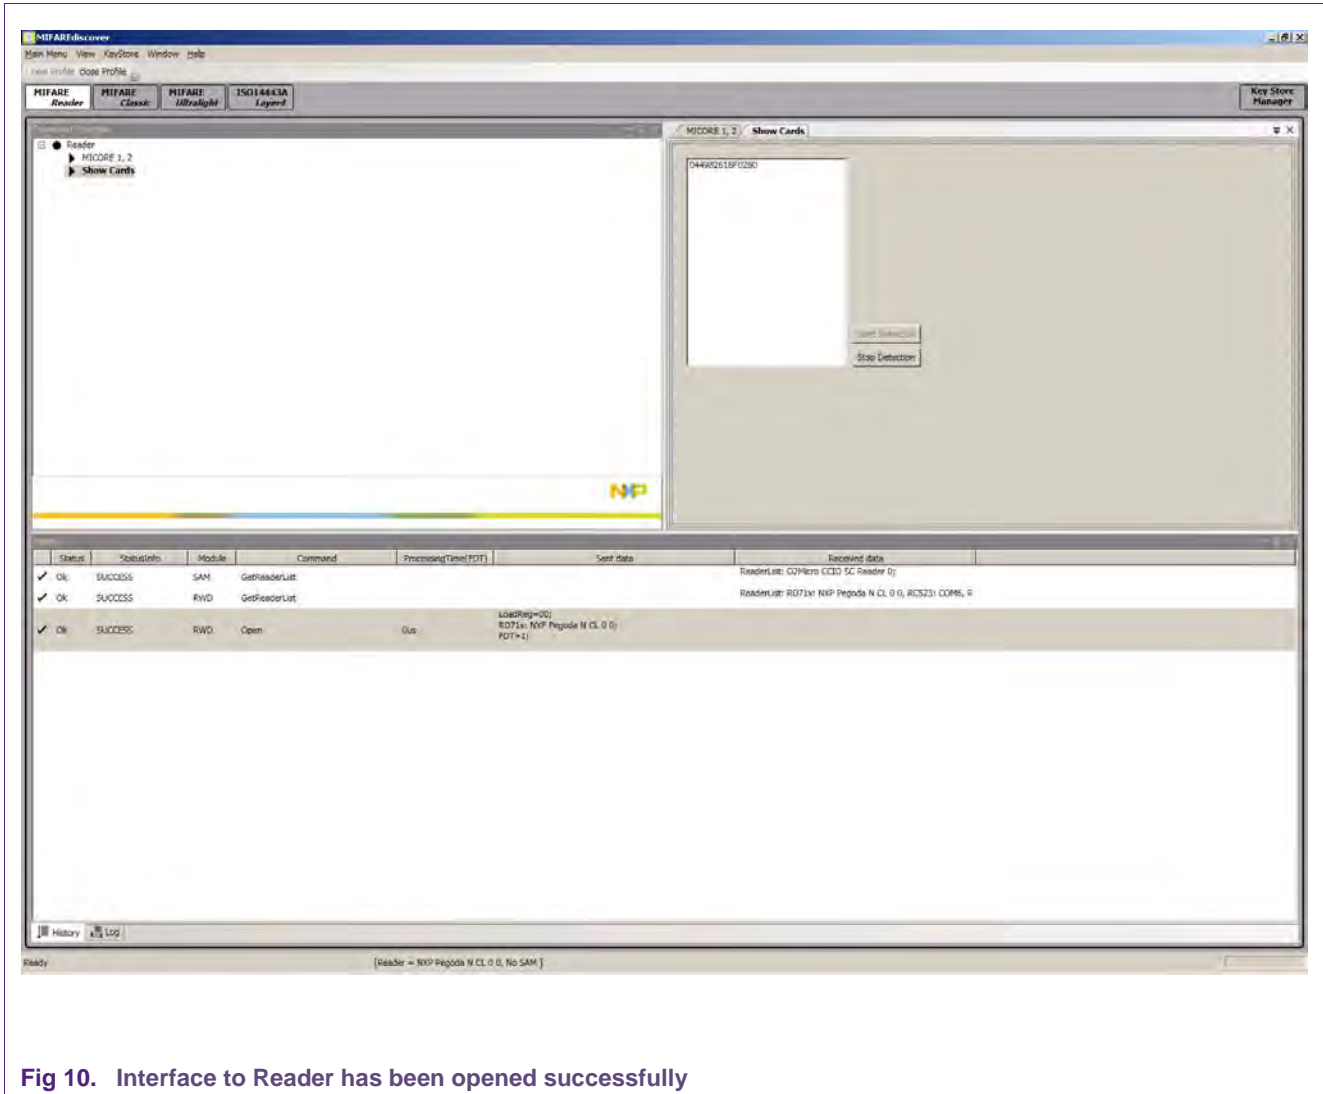 MIFAREdiscover
Main Menu View KeyStore Window Help
New Profile Close Profile
MIFARE Reader
MIFARE Classic
MIFARE Ultralight
ISO14443A Layer4
Key Store Manager
Reader
MICORE 1, 2
Show Cards
MICORE 1, 2 Show Cards
Stop Detection
NXP
Status StatusInfo Module Command ProcessingTime(FDT) Sent data Received data
Ok SUCCESS SAM GetReaderList ReaderList: O2Micro CCID SC Reader 0;
Ok SUCCESS RWD GetReaderList ReaderList: RD71x: NXP Pegoda N CL 0 0, RC523: COM6,
LoadReg=00;
Ok SUCCESS RWD Open 0us RD71x: NXP Pegoda N CL 0 0;
FDT=1;
History Log
Ready [Reader = NXP Pegoda N CL 0 0, No SAM ]
Fig 10. Interface to Reader has been opened successfully